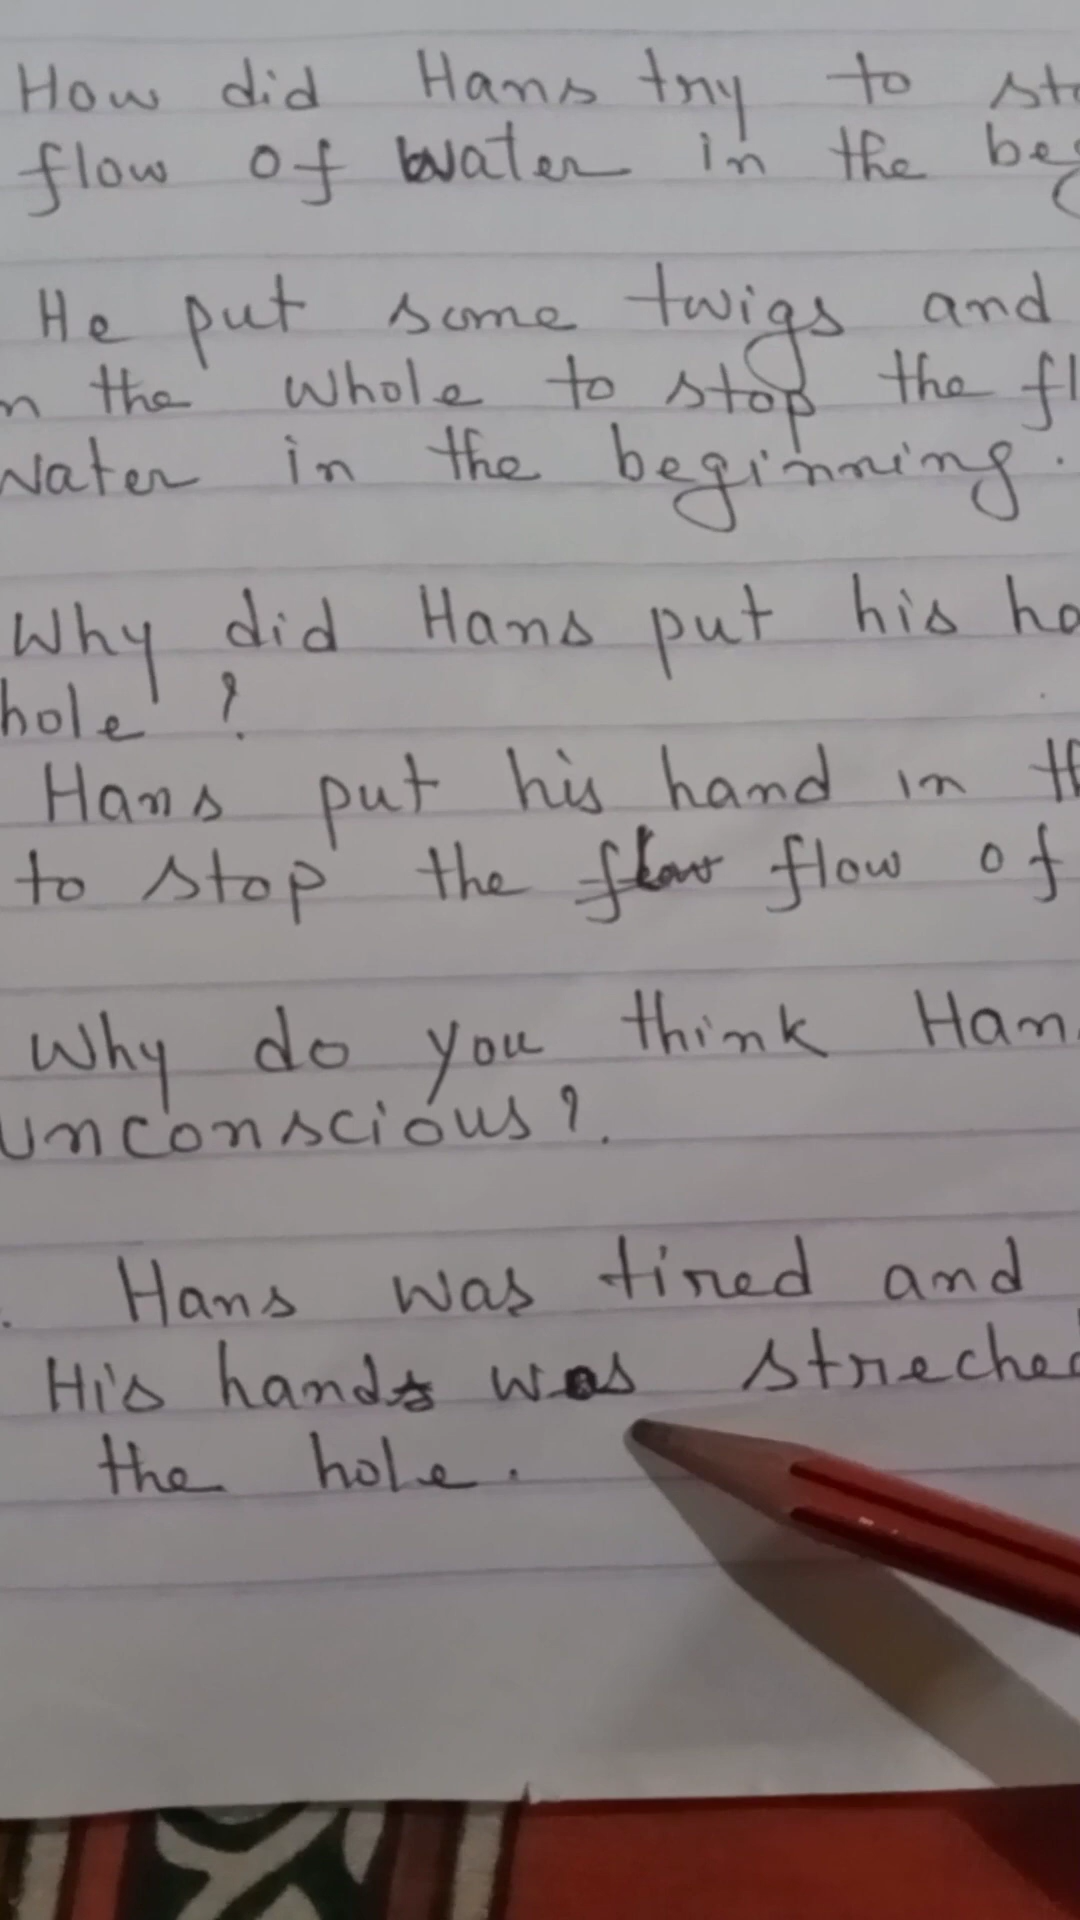 How did Hans try to
flow of Water in the
He put some twigs and
the whole to stop the
Water in the beginning.
Why did Hans put his
hole ?
Hans put his hand in
to stop the flow flow of
Why do you think
unconscious ?.
Hans was tired and
His hands was streched
the hole.